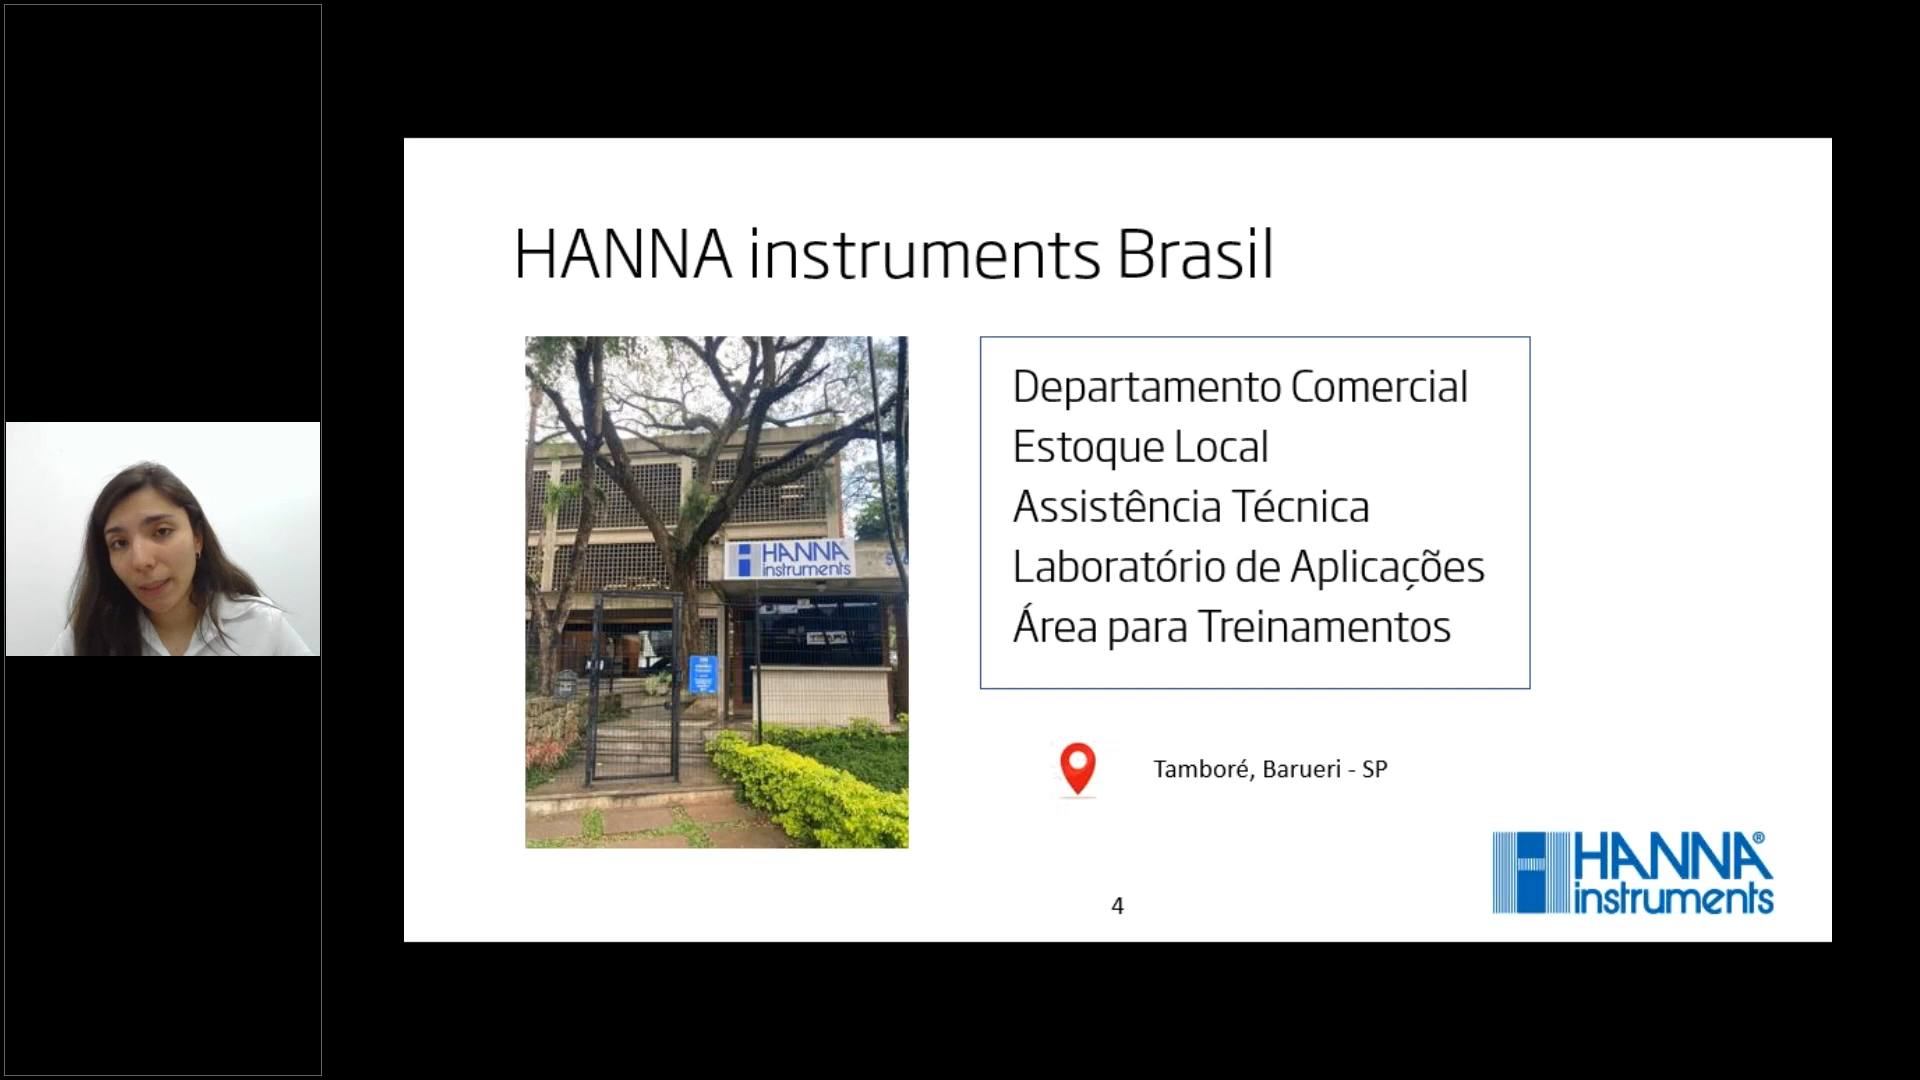 HANNA instruments Brasil
HANNA
instruments
Departamento Comercial
Estoque Local
Assistência Técnica
Laboratório de Aplicações
Área para Treinamentos
Tamboré, Barueri - SP
HANNA®
instruments
4